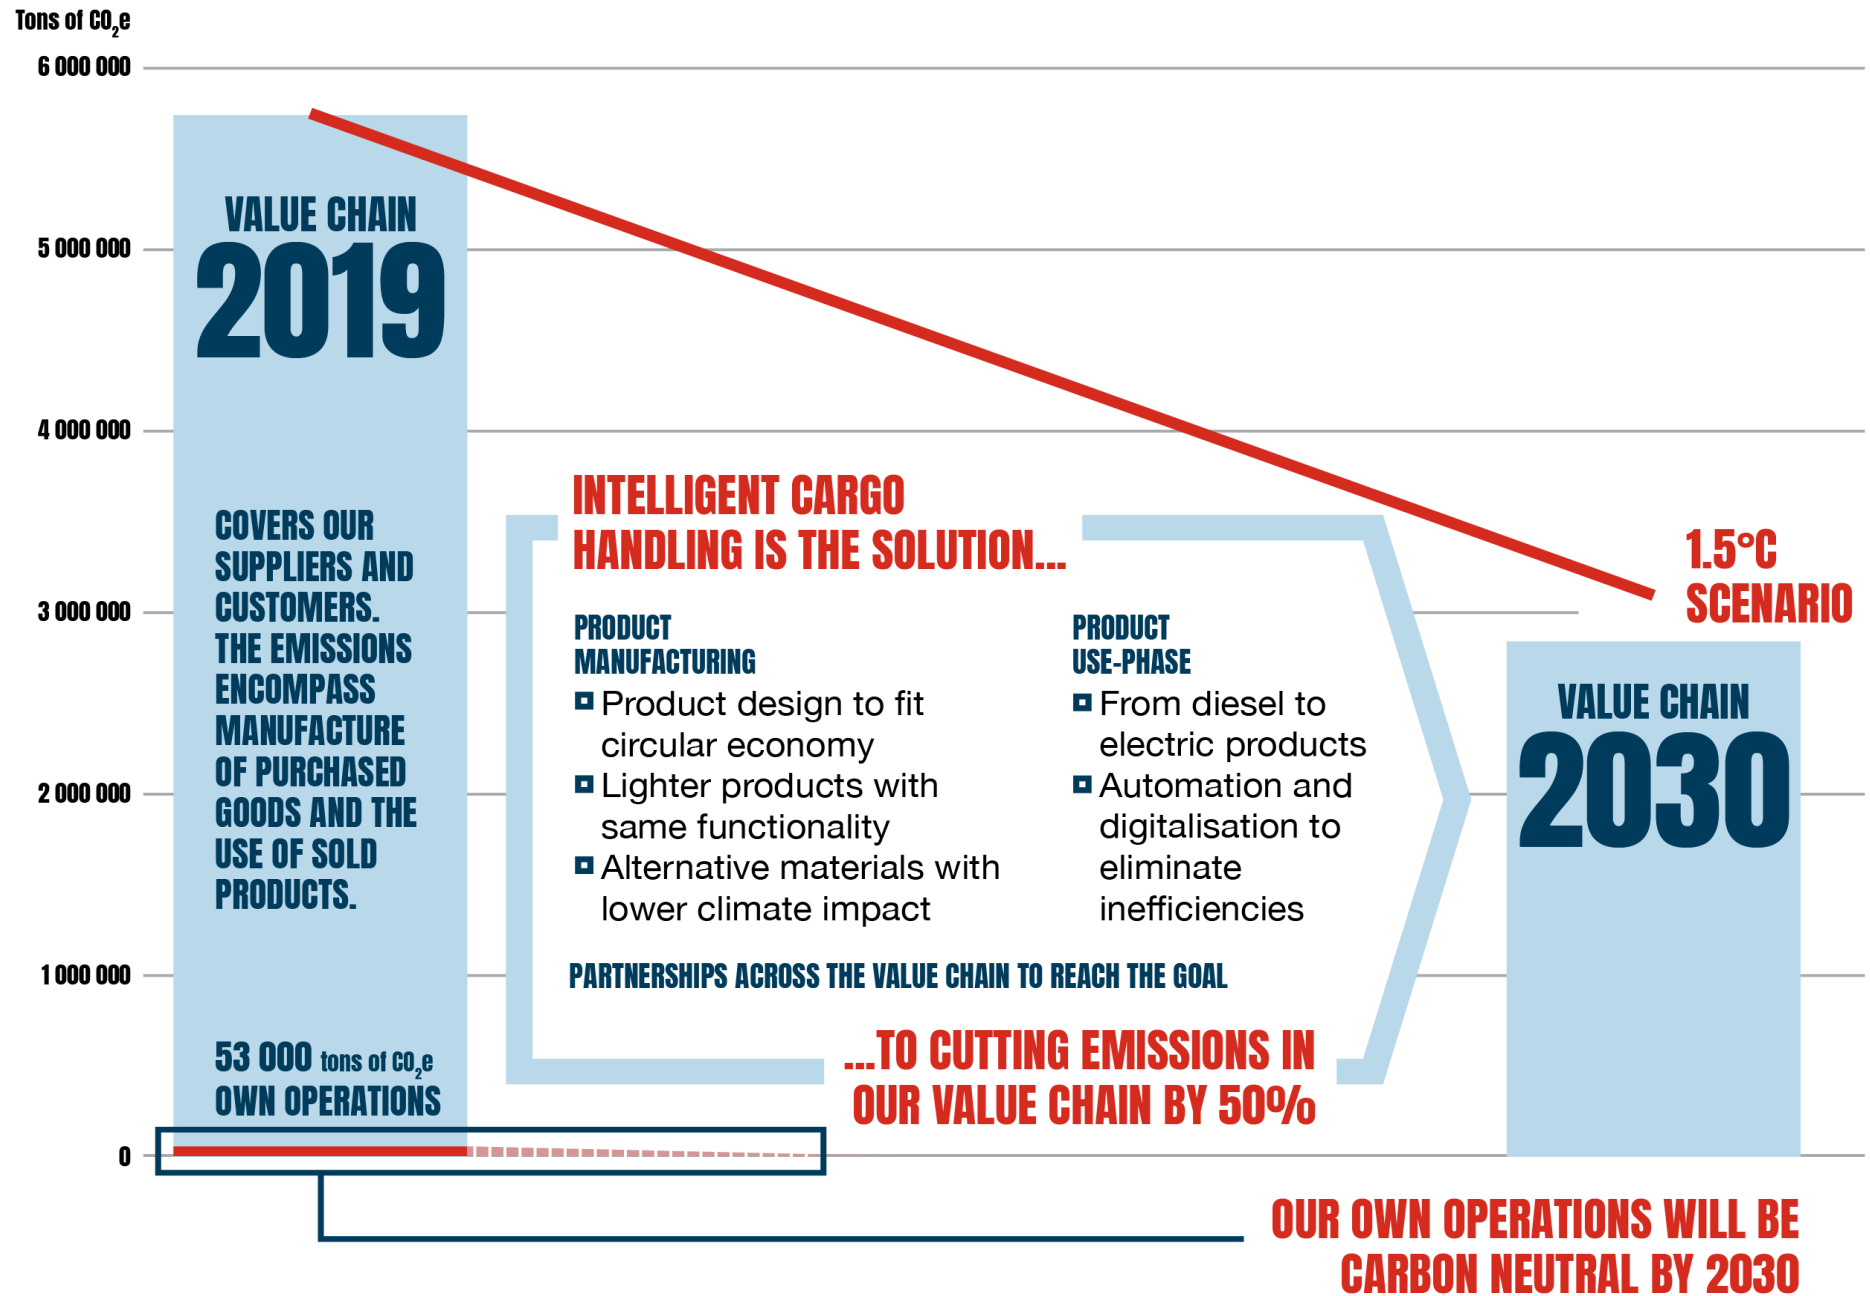 Tons of CO₂e
6 000 000
5 000 000
4 000 000
3 000 000
2 000 000
1 000 000
0
VALUE CHAIN
2019
COVERS OUR
SUPPLIERS AND
CUSTOMERS.
THE EMISSIONS
ENCOMPASS
MANUFACTURE
OF PURCHASED
GOODS AND THE
USE OF SOLD
PRODUCTS.
53 000 tons of CO₂e
OWN OPERATIONS
INTELLIGENT CARGO
HANDLING IS THE SOLUTION...
PRODUCT
MANUFACTURING
Product design to fit
circular economy
Lighter products with
same functionality
Alternative materials with
lower climate impact
PRODUCT
USE-PHASE
From diesel to
electric products
Automation and
digitalisation to
eliminate
inefficiencies
PARTNERSHIPS ACROSS THE VALUE CHAIN TO REACH THE GOAL
...TO CUTTING EMISSIONS IN
OUR VALUE CHAIN BY 50%
1.5°C
SCENARIO
VALUE CHAIN
2030
OUR OWN OPERATIONS WILL BE
CARBON NEUTRAL BY 2030